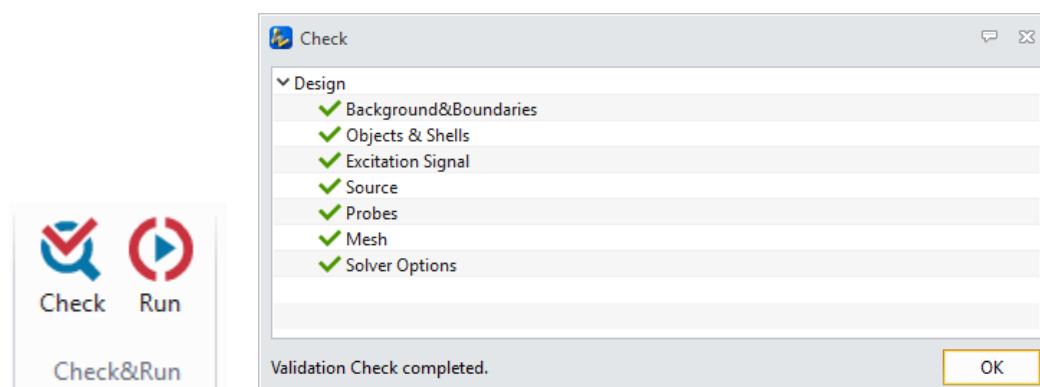 Check
Design
Background&Boundaries
Objects & Shells
Excitation Signal
Source
Probes
Mesh
Solver Options
Validation Check completed.
OK
Check Run
Check&Run